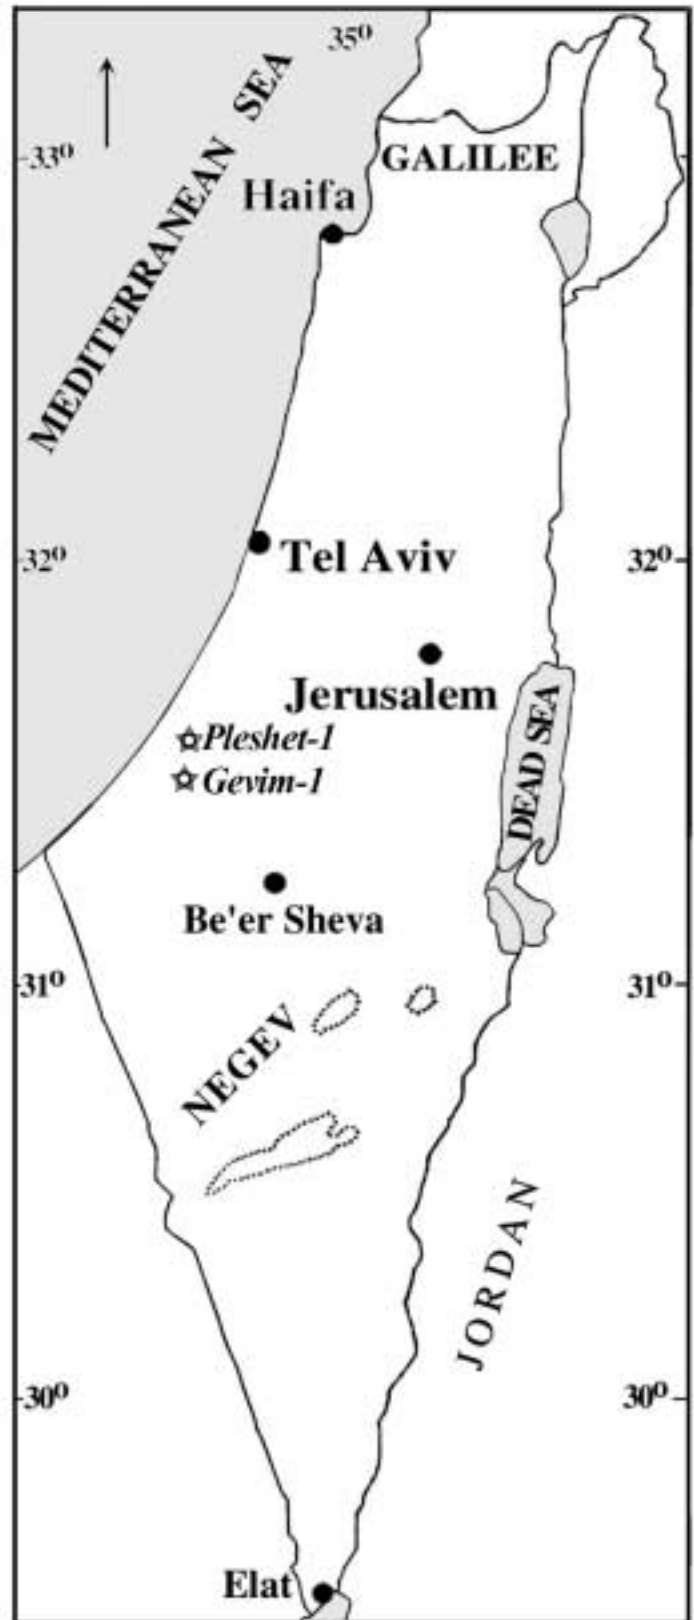 35⁰
MEDITERRANEAN SEA
33⁰
GALILEE
Haifa
32⁰
Tel Aviv
32⁰
Jerusalem
Pleshet-1
Gevim-1
DEAD SEA
Be'er Sheva
31⁰
31⁰
NEGEV
JORDAN
30⁰
30⁰
Elat